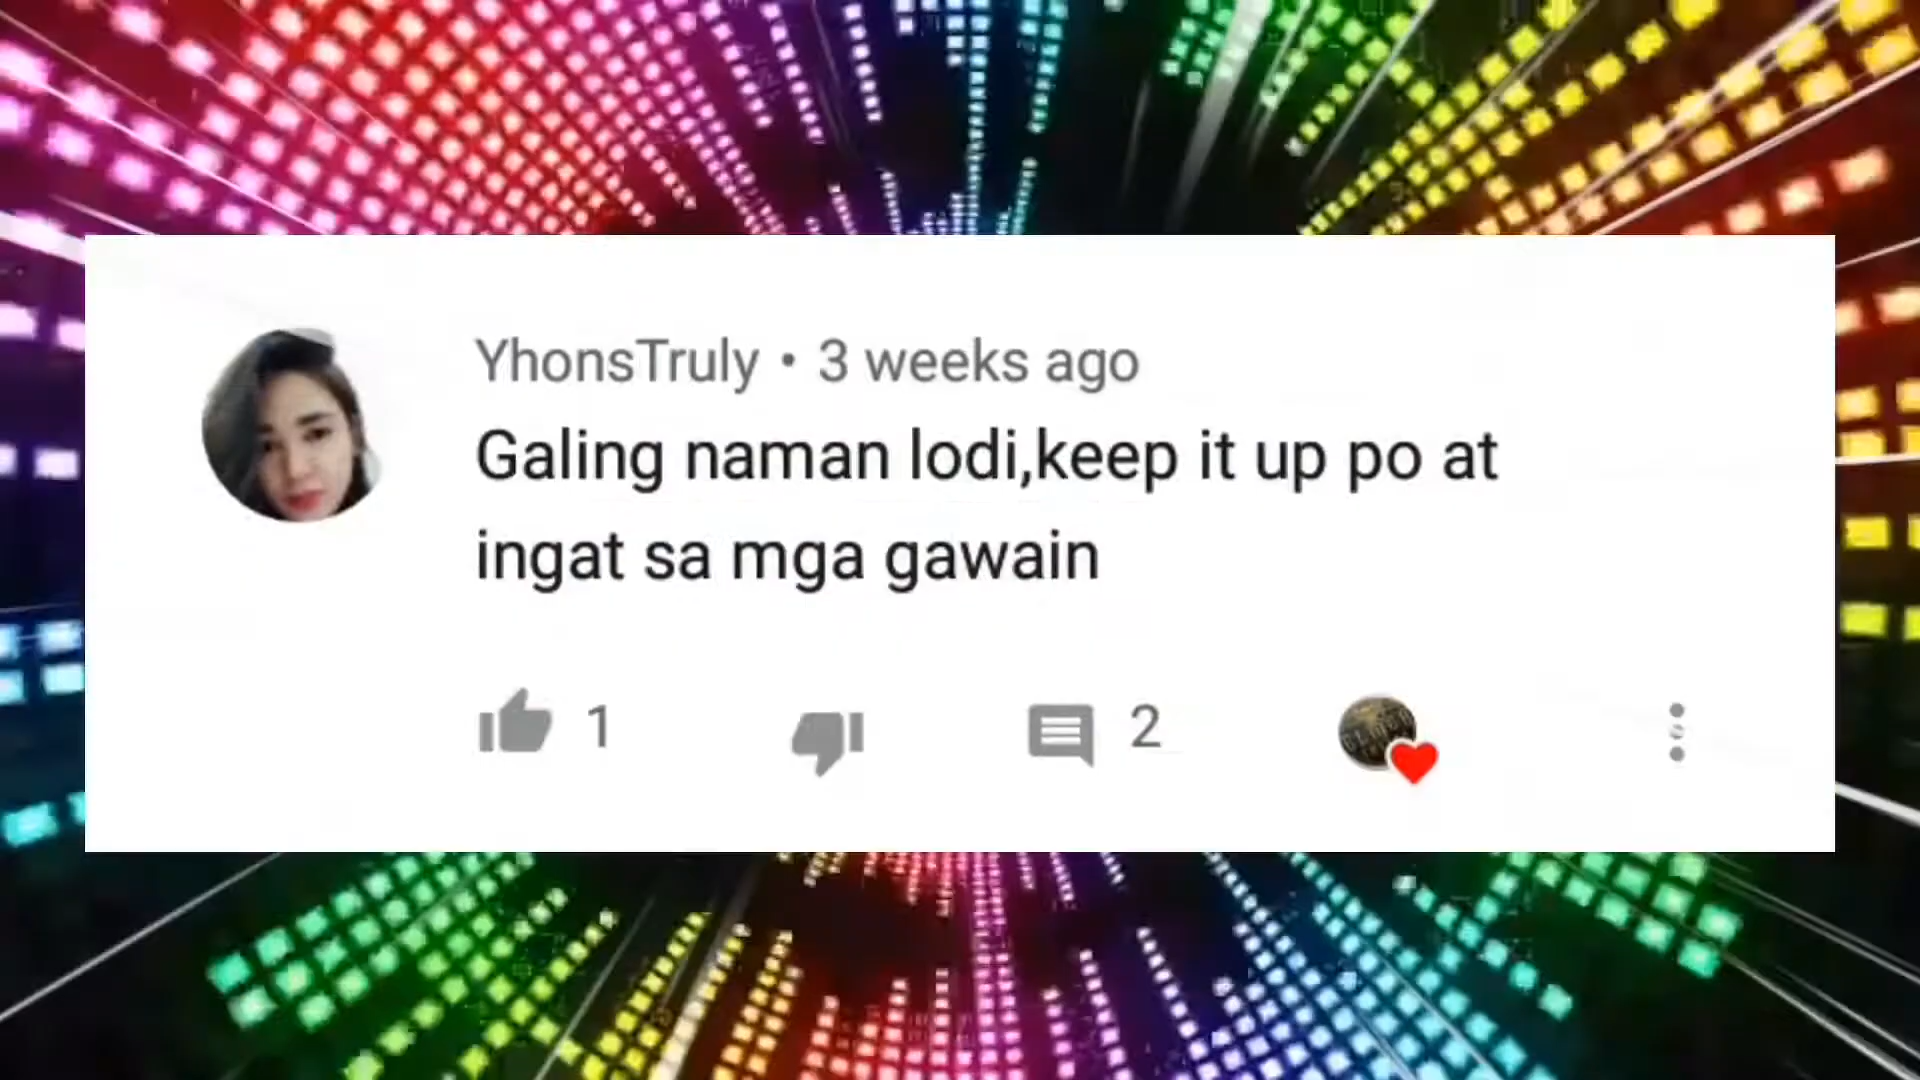 YhonsTruly • 3 weeks ago
Galing naman lodi,keep it up po at
ingat sa mga gawain
1
2